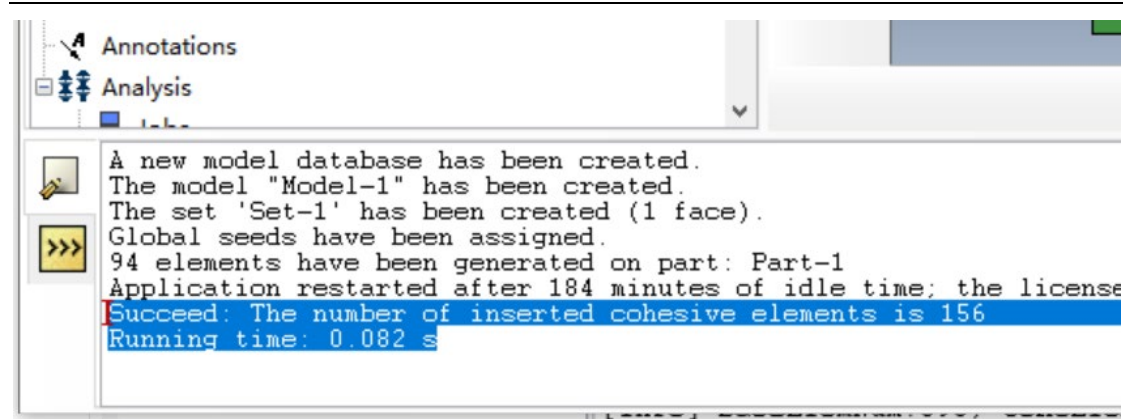 Annotations
Analysis
A new model database has been created.
The model "Model-1" has been created.
The set 'Set-1' has been created (1 face).
Global seeds have been assigned.
94 elements have been generated on part: Part-1
Application restarted after 184 minutes of idle time; the license
Succeed: The number of inserted cohesive elements is 156
Running time: 0.082 s
>>>